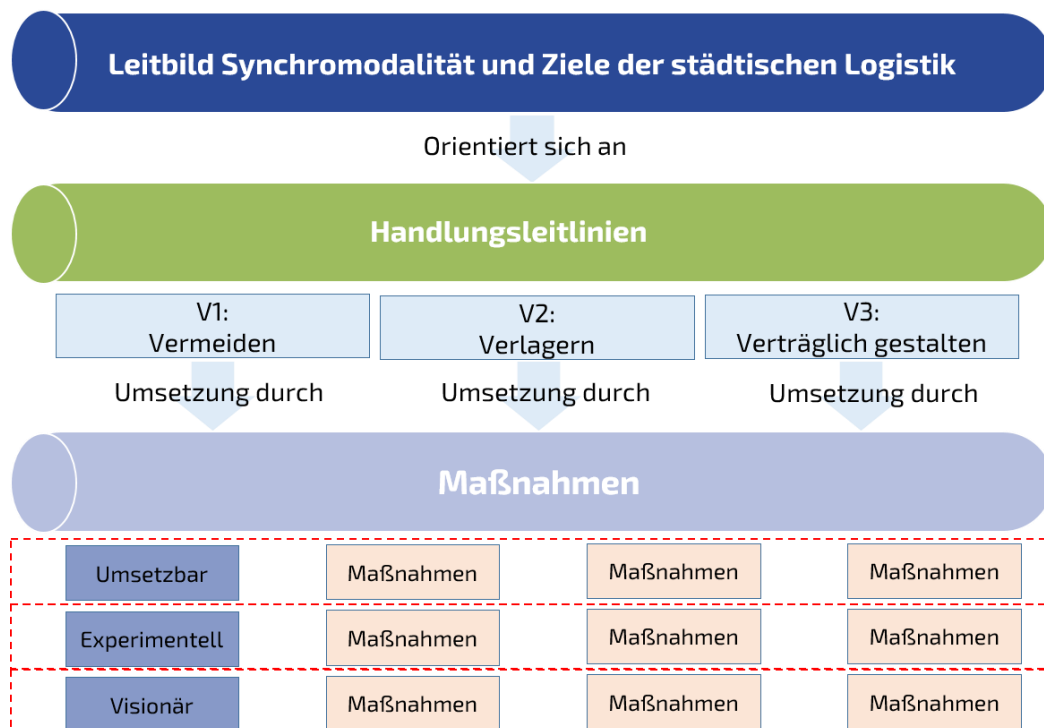 Leitbild Synchromodalität und Ziele der städtischen Logistik
Orientiert sich an
Handlungsleitlinien
V1:
Vermeiden
V2:
Verlagern
V3:
Verträglich gestalten
Umsetzung durch
Umsetzung durch
Umsetzung durch
Maßnahmen
Umsetzbar
Maßnahmen
Maßnahmen
Maßnahmen
Experimentell
Maßnahmen
Maßnahmen
Maßnahmen
Visionär
Maßnahmen
Maßnahmen
Maßnahmen